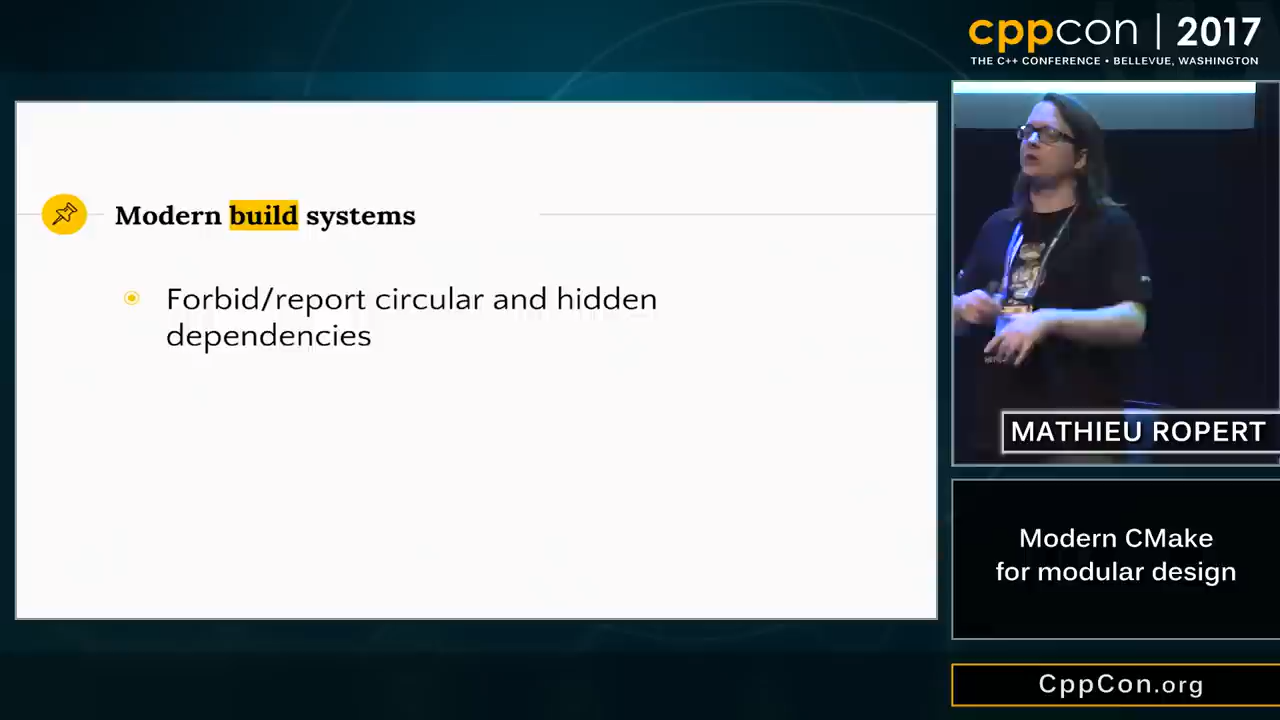 cppcon | 2017
THE C++ CONFERENCE • BELLEVUE, WASHINGTON
Modern build systems
Forbid/report circular and hidden
dependencies
MATHIEU ROPERT
Modern CMake
for modular design
CppCon.org